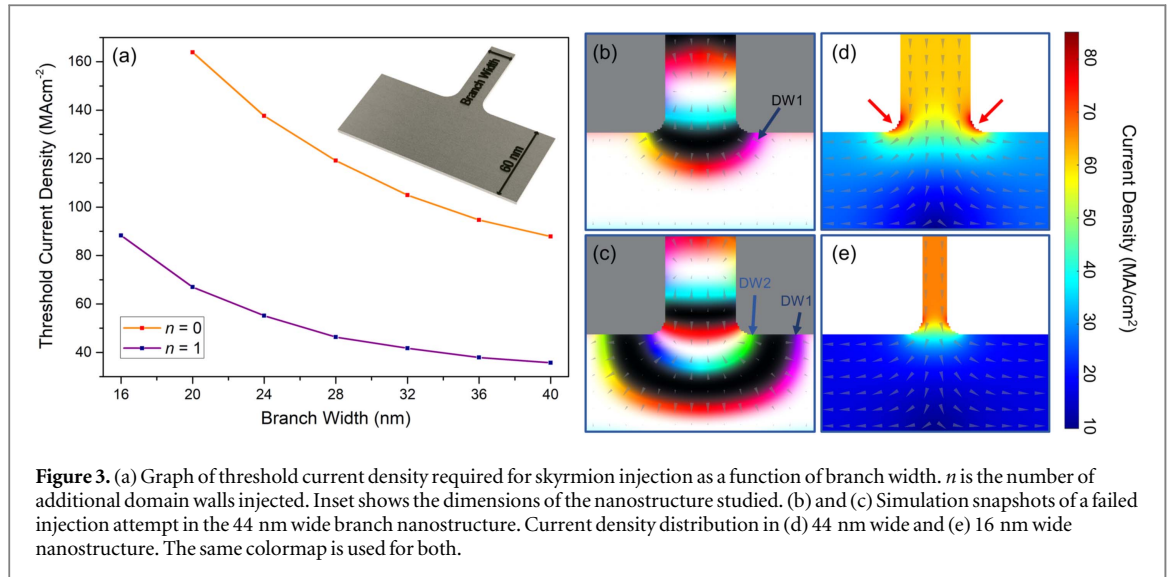 (a)
Threshold Current Density (MAcm⁻²)
160
140
120
100
80
60
40
16 20 24 28 32 36 40
Branch Width (nm)
n = 0
n = 1
Branch Width
60 nm
(b)
DW1
(c)
DW2
DW1
(d)
(e)
80
70
60
50
40
30
20
10
Current Density (MA/cm²)
Figure 3. (a) Graph of threshold current density required for skyrmion injection as a function of branch width. n is the number of
additional domain walls injected. Inset shows the dimensions of the nanostructure studied. (b) and (c) Simulation snapshots of a failed
injection attempt in the 44 nm wide branch nanostructure. Current density distribution in (d) 44 nm wide and (e) 16 nm wide
nanostructure. The same colormap is used for both.